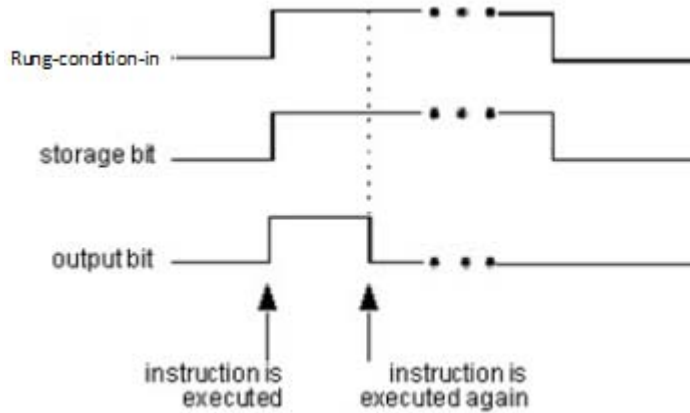 Rung-condition-in
storage bit
output bit
instruction is
executed
instruction is
executed again